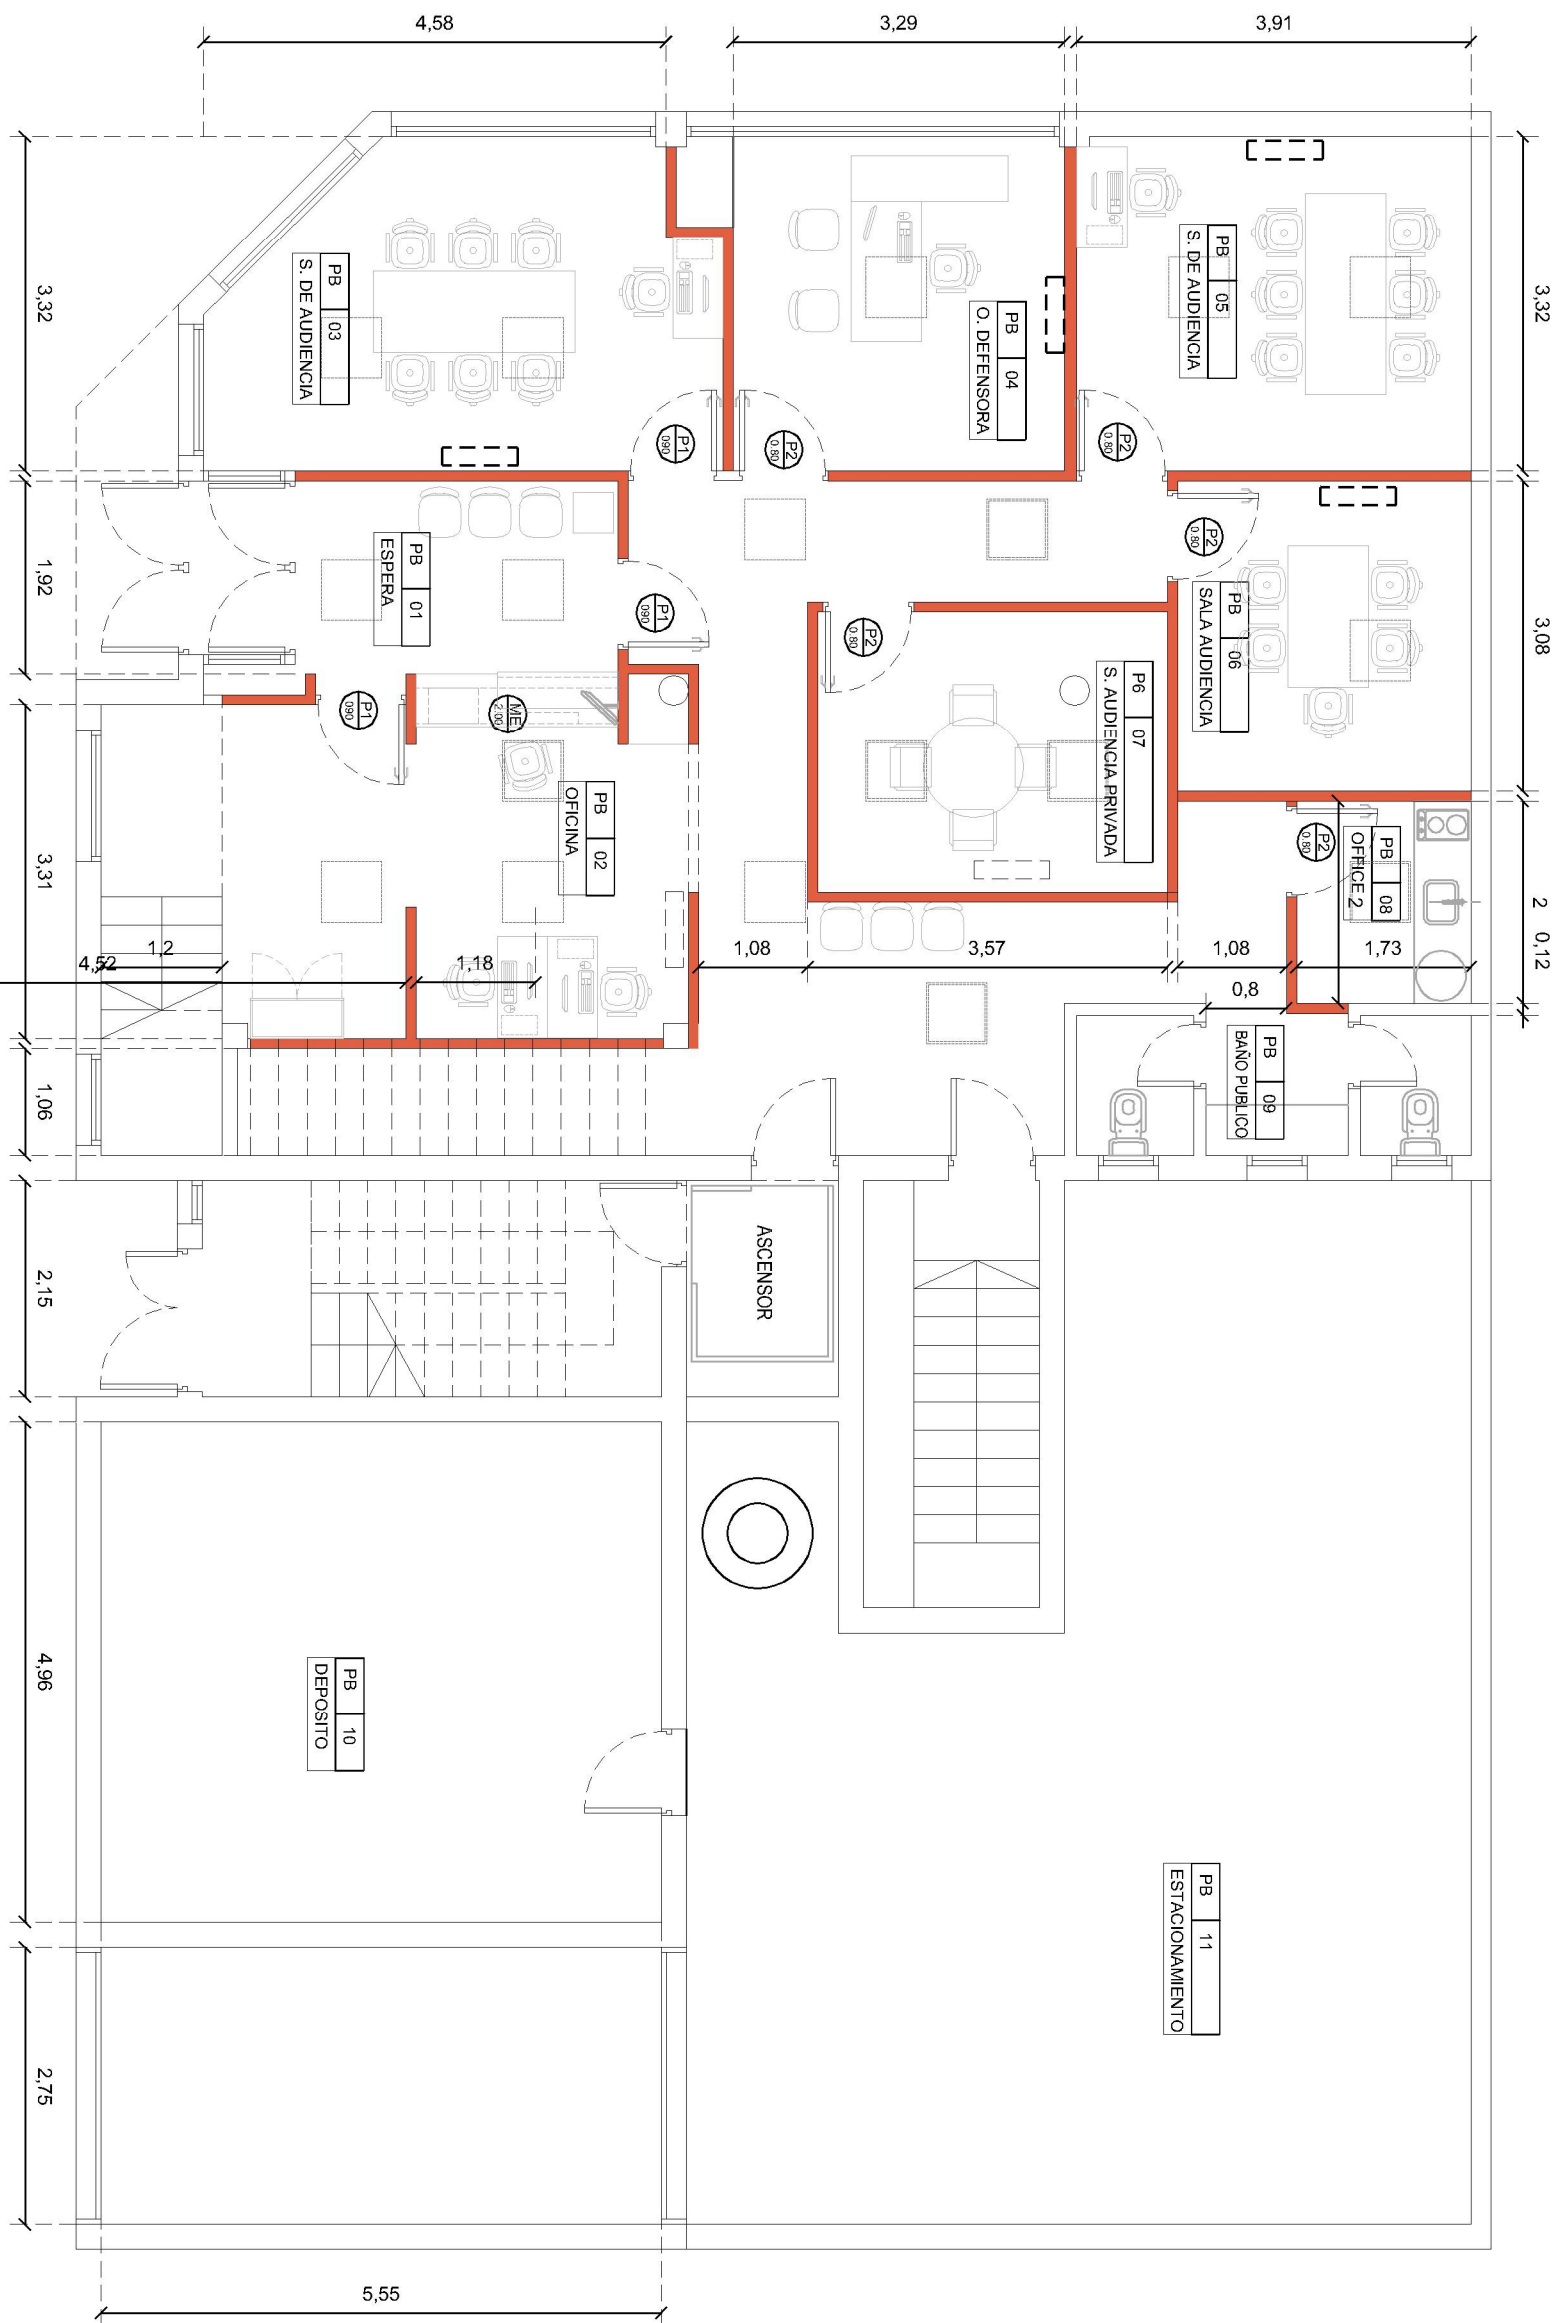 4,58
3,29
3,91
3,32
1,92
3,31
1,06
2,15
4,96
2,75
3,32
3,08
2
0,12
PB 03
S. DE AUDIENCIA
PB 04
O. DEFENSORA
PB 05
S. DE AUDIENCIA
P1
090
P2
0.80
P2
0.80
PB 01
ESPERA
P1
090
P2
0.80
PB 06
SALA AUDIENCIA
P2
0.80
P6 07
S. AUDIENCIA PRIVADA
P1
090
ME
2.00
PB 02
OFICINA
P2
0.80
PB 08
OFFICE 2
4,52
1,2
1,18
1,08
3,57
1,08
1,73
0,8
PB 09
BAÑO PUBLICO
ASCENSOR
PB 10
DEPOSITO
PB 11
ESTACIONAMIENTO
5,55